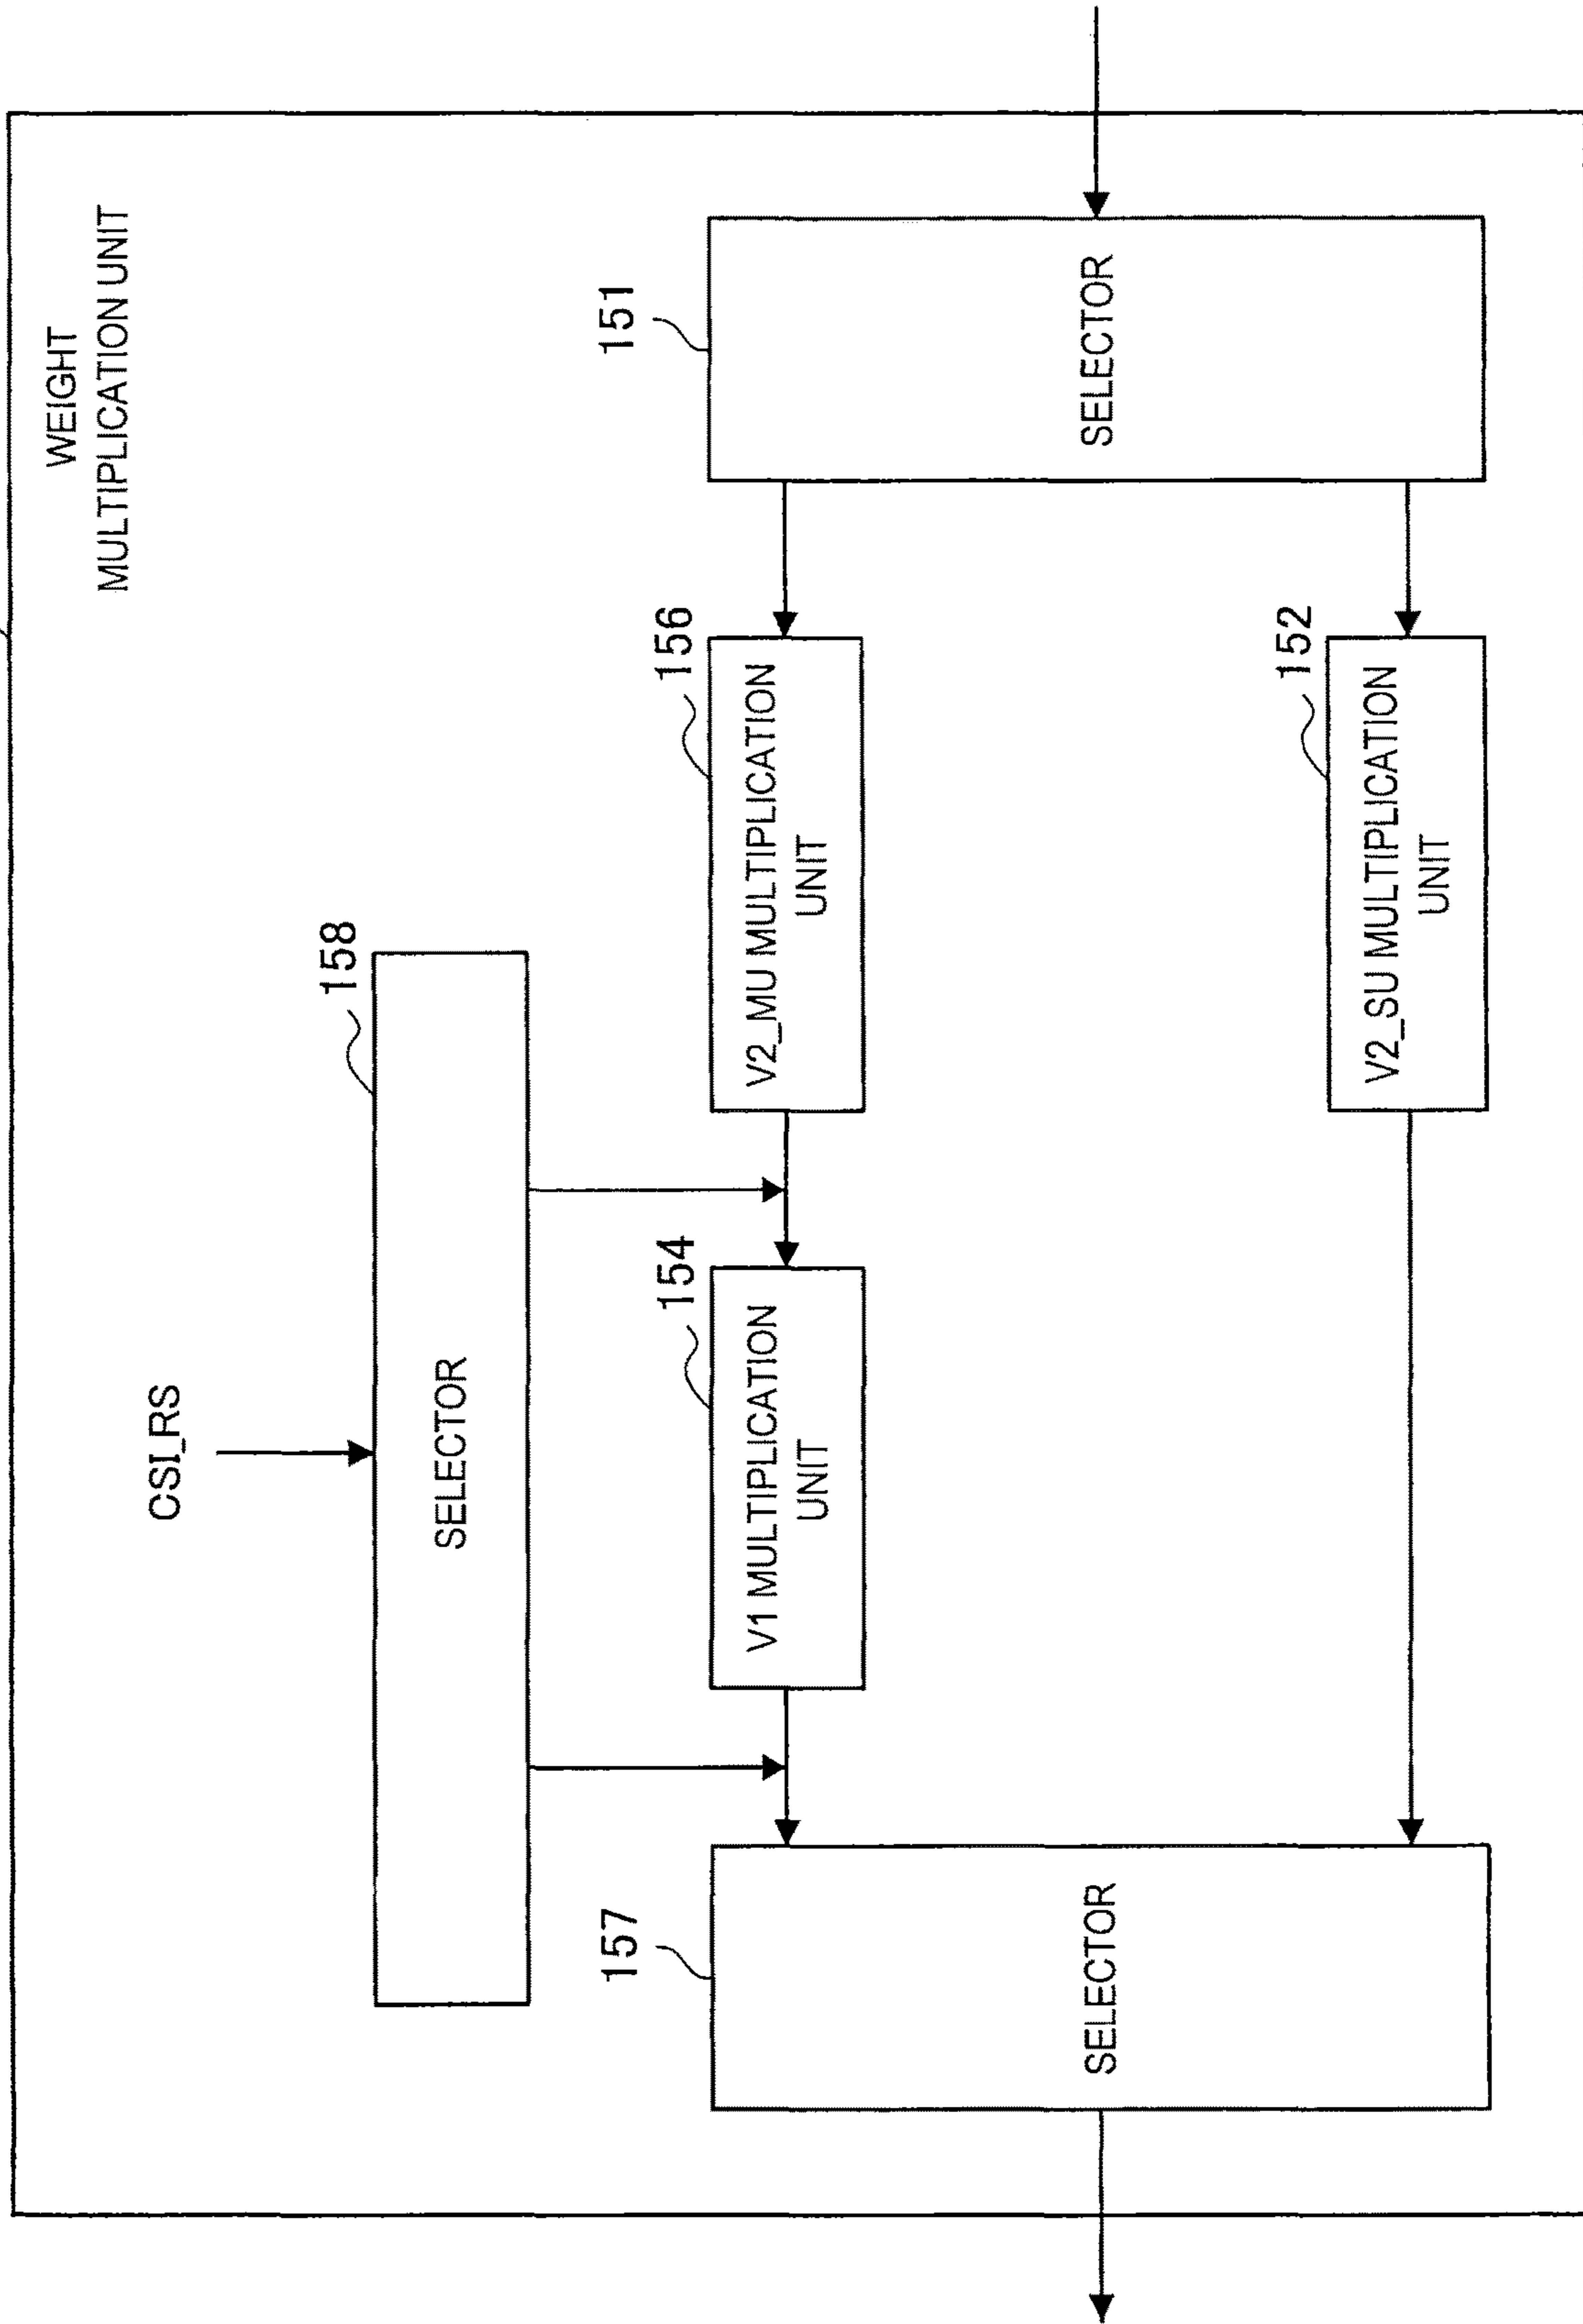 WEIGHT
MULTIPLICATION UNIT
CSI_RS
158
SELECTOR
157
154
156
151
V1 MULTIPLICATION
UNIT
V2_MU MULTIPLICATION
UNIT
SELECTOR
SELECTOR
152
V2_SU MULTIPLICATION
UNIT